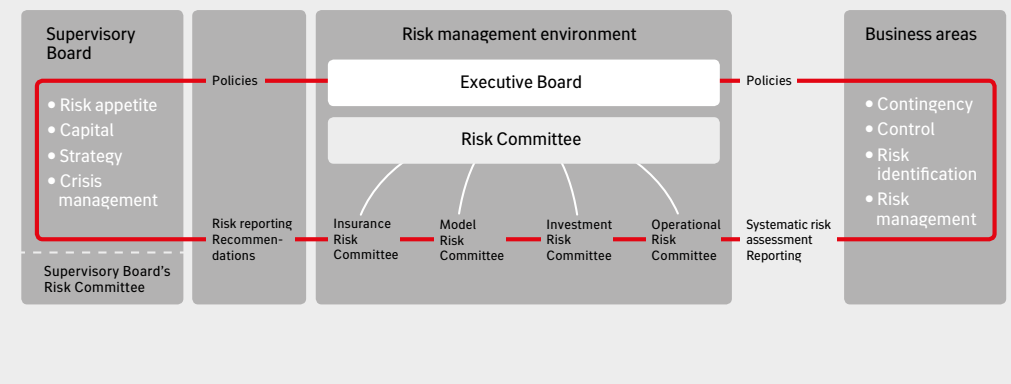 Supervisory
Board
• Risk appetite
• Capital
• Strategy
• Crisis
management
Supervisory Board's
Risk Committee
Policies
Risk reporting
Recommen-
dations
Risk management environment
Executive Board
Risk Committee
Insurance
Risk
Committee
Model
Risk
Committee
Investment
Risk
Committee
Operational
Risk
Committee
Policies
Systematic risk
assessment
Reporting
Business areas
• Contingency
• Control
• Risk
identification
• Risk
management